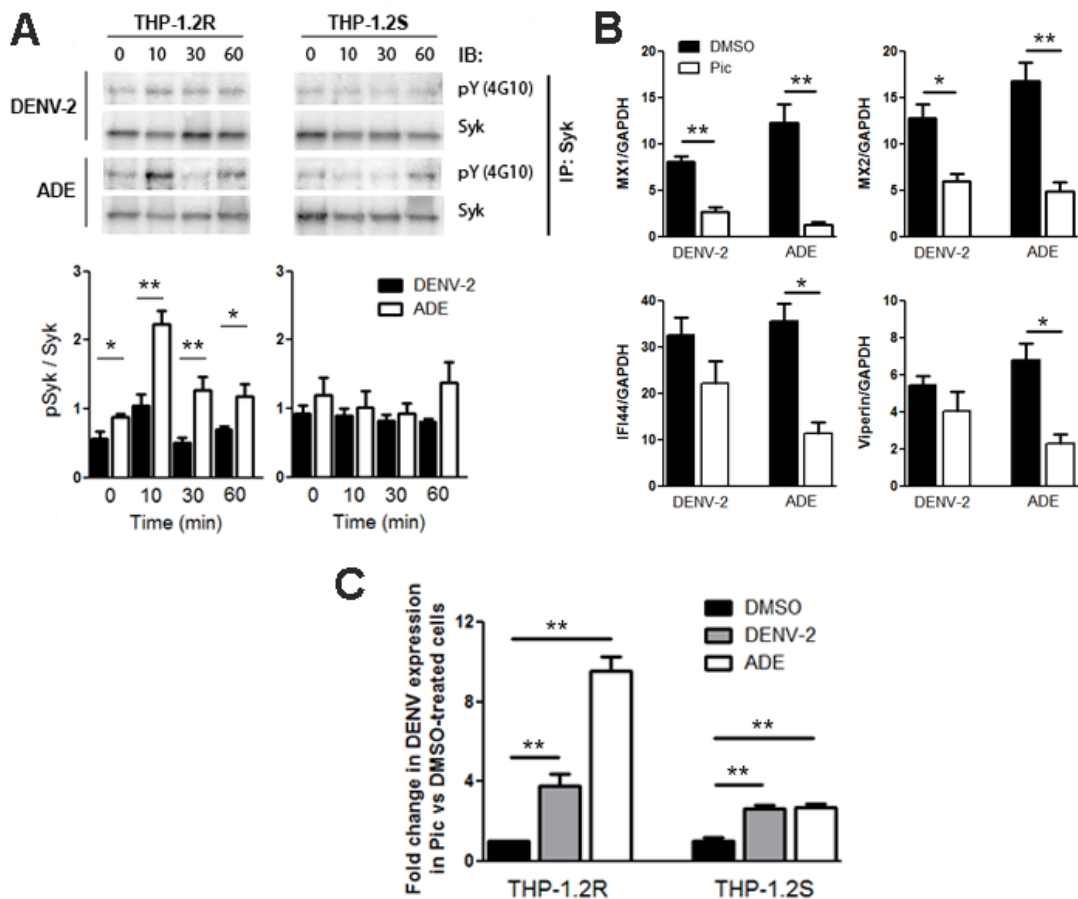 A
THP-1.2R
THP-1.2S
0 10 30 60
0 10 30 60
IB:
DENV-2
pY (4G10)
Syk
ADE
pY (4G10)
Syk
IP: Syk
pSyk / Syk
3
2
1
0
* ** ** *
0 10 30 60
Time (min)
3
2
1
0
DENV-2
ADE
0 10 30 60
Time (min)
B
MX1/GAPDH
20
15
10
5
0
DMSO
Pic
** **
DENV-2 ADE
MX2/GAPDH
20
15
10
5
0
* **
DENV-2 ADE
IFI44/GAPDH
40
30
20
10
0
*
DENV-2 ADE
Viperin/GAPDH
10
8
6
4
2
0
*
DENV-2 ADE
C
Fold change in DENV expression
in Pic vs DMSO-treated cells
12
8
4
0
DMSO
DENV-2
ADE
** **
** **
THP-1.2R THP-1.2S